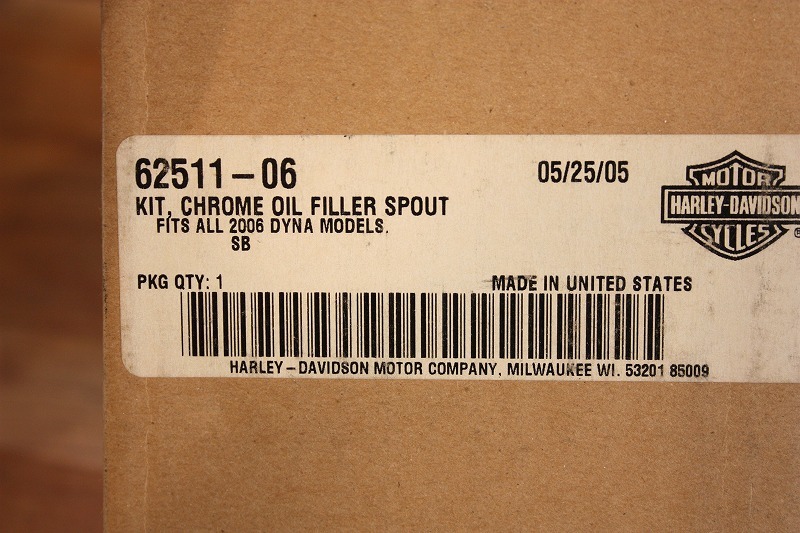 62511-06
05/25/05
KIT, CHROME OIL FILLER SPOUT
FITS ALL 2006 DYNA MODELS.
SB
MOTOR
HARLEY-DAVIDSON
CYCLES
®
PKG QTY: 1
MADE IN UNITED STATES
HARLEY-DAVIDSON MOTOR COMPANY, MILWAUKEE WI. 53201 85009